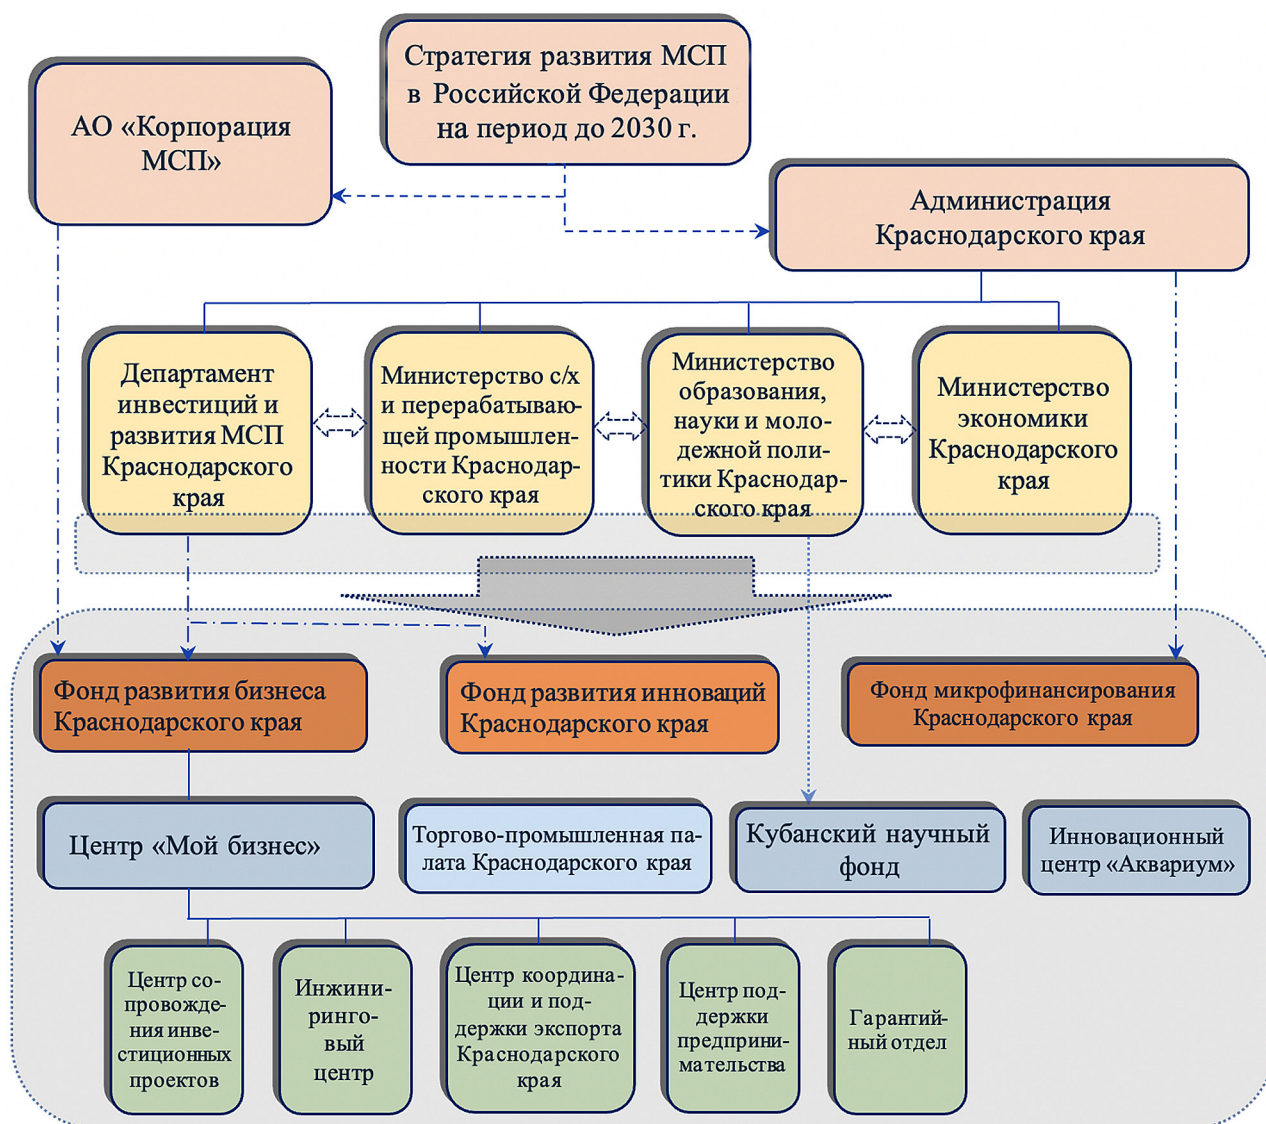 Стратегия развития МСП
в Российской Федерации
на период до 2030 г.
АО «Корпорация
МСП»
Администрация
Краснодарского края
Департамент
инвестиций и
развития МСП
Краснодарского
края
Министерство с/х
и перерабатываю-
щей промышлен-
ности Краснодар-
ского края
Министерство
образования,
науки и моло-
дежной поли-
тики Краснодар-
ского края
Министерство
экономики
Краснодарского
края
Фонд развития бизнеса
Краснодарского края
Фонд развития инноваций
Краснодарского края
Фонд микрофинансирования
Краснодарского края
Центр «Мой бизнес»
Торгово-промышленная па-
лата Краснодарского края
Кубанский научный
фонд
Инновационный
центр «Аквариум»
Центр со-
провожде-
ния инве-
стиционных
проектов
Инжини-
ринго-
вый
центр
Центр координа-
ции и под-
держки экспорта
Краснодарского
края
Центр под-
держки
предприни-
мательства
Гарантий-
ный отдел